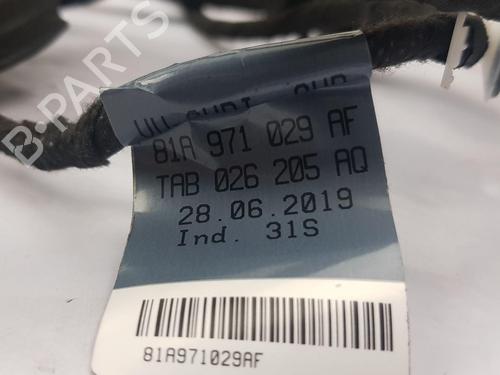 B-PARTS
81A 971 029 AF
TAB 026 205 AQ
28.06.2019
Ind. 31S
81A971029AF